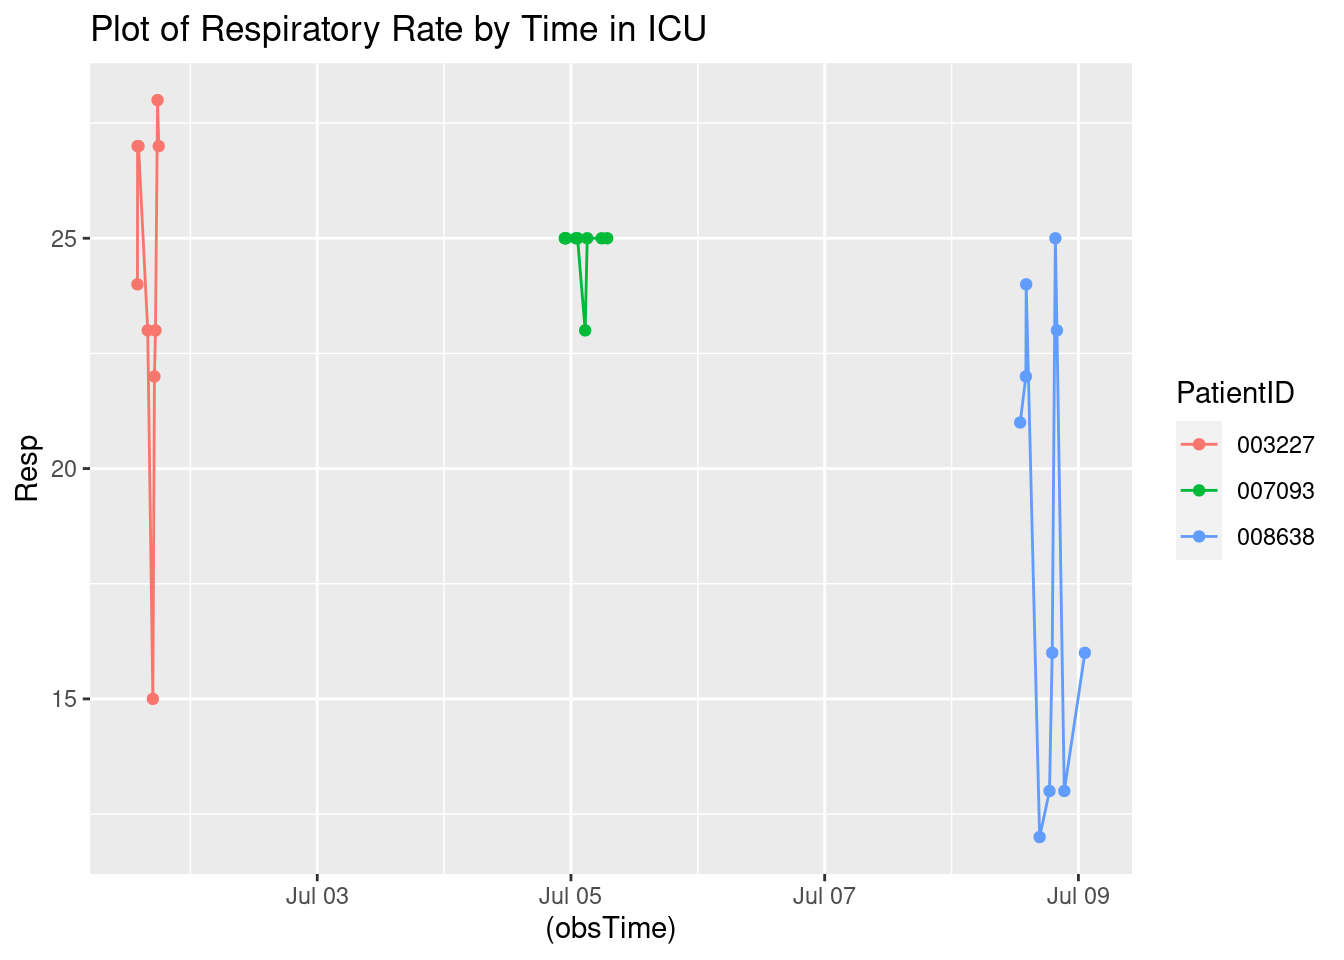 Plot of Respiratory Rate by Time in ICU
25
20
15
Resp
Jul 03
Jul 05
Jul 07
Jul 09
(obsTime)
PatientID
003227
007093
008638